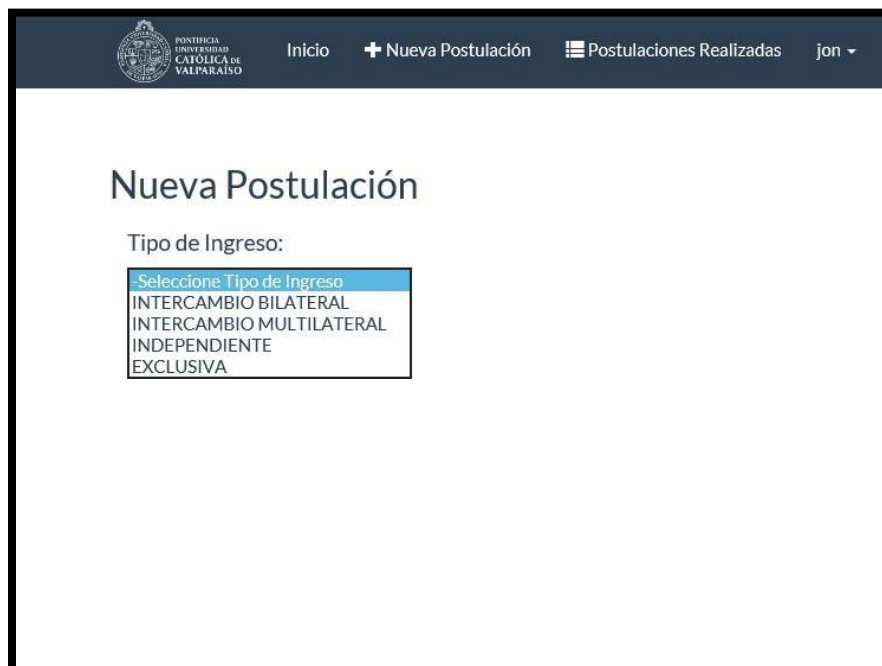 PONTIFICIA
UNIVERSIDAD
CATÓLICA DE
VALPARAÍSO
Inicio
Nueva Postulación
Postulaciones Realizadas
jon
Nueva Postulación
Tipo de Ingreso:
-Seleccione Tipo de Ingreso
INTERCAMBIO BILATERAL
INTERCAMBIO MULTILATERAL
INDEPENDIENTE
EXCLUSIVA